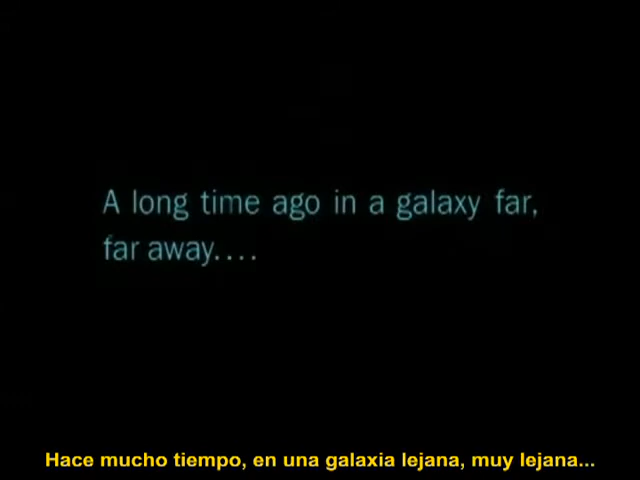 A long time ago in a galaxy far,
far away....
Hace mucho tiempo, en una galaxia lejana, muy lejana...